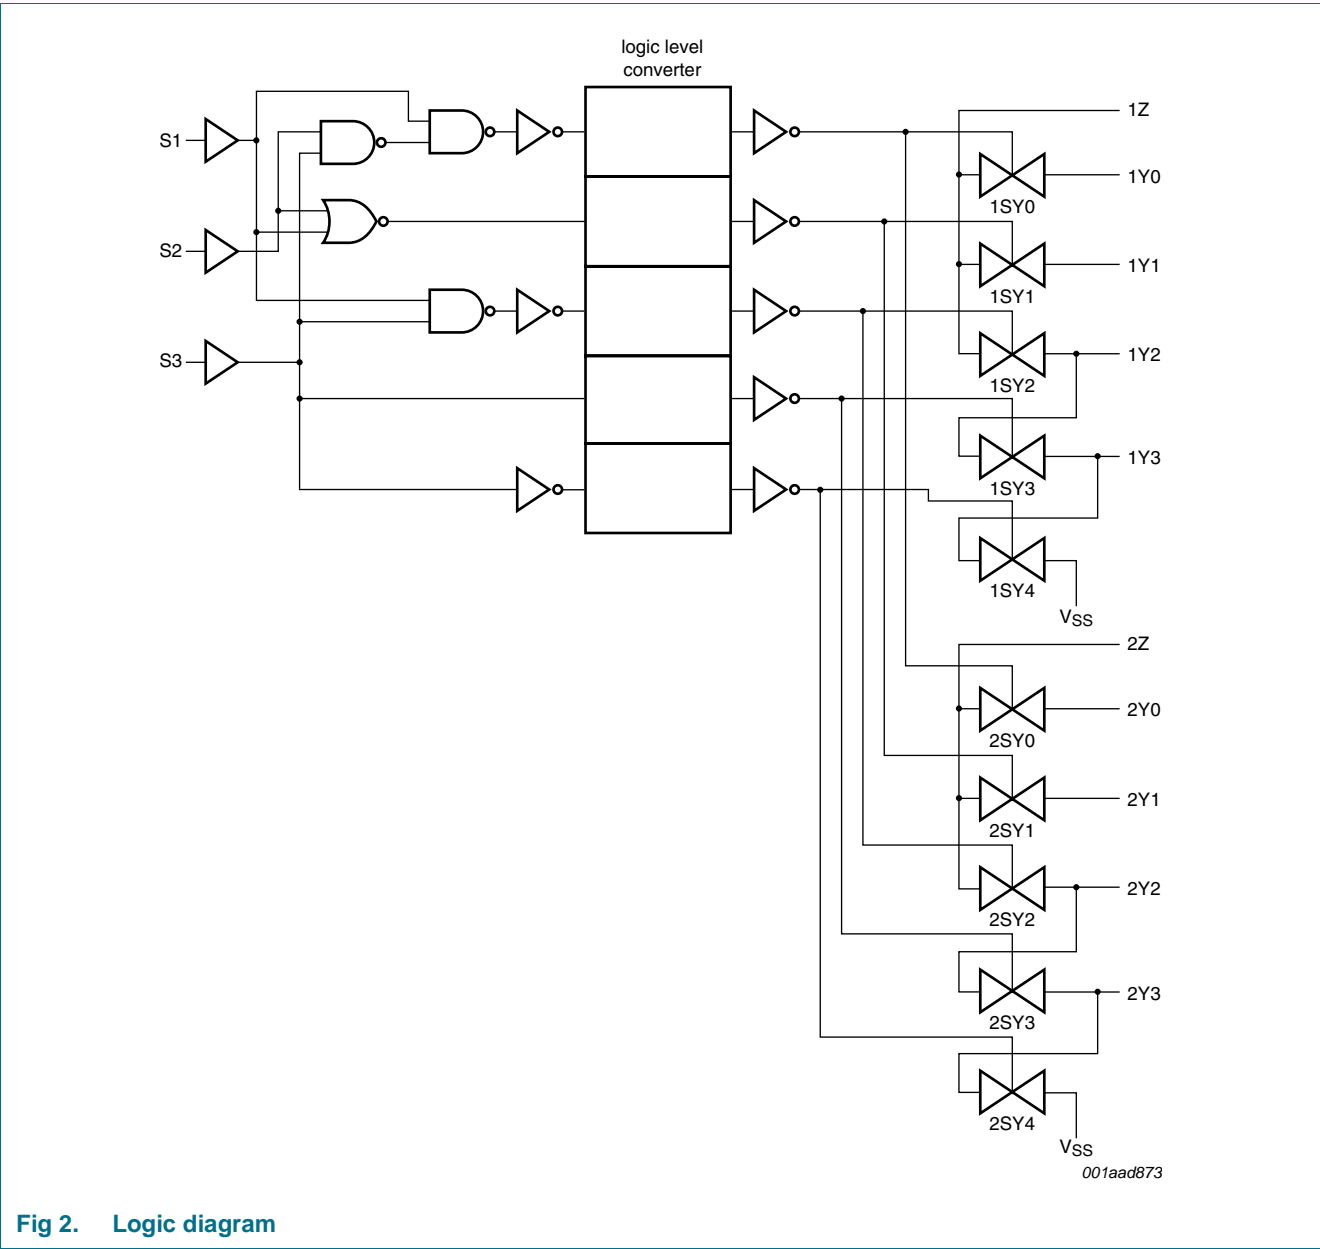 logic level
converter
S1
S2
S3
1Z
1Y0
1SY0
1Y1
1SY1
1Y2
1SY2
1Y3
1SY3
1SY4
VSS
2Z
2Y0
2SY0
2Y1
2SY1
2Y2
2SY2
2Y3
2SY3
2SY4
VSS
001aad873
Fig 2. Logic diagram